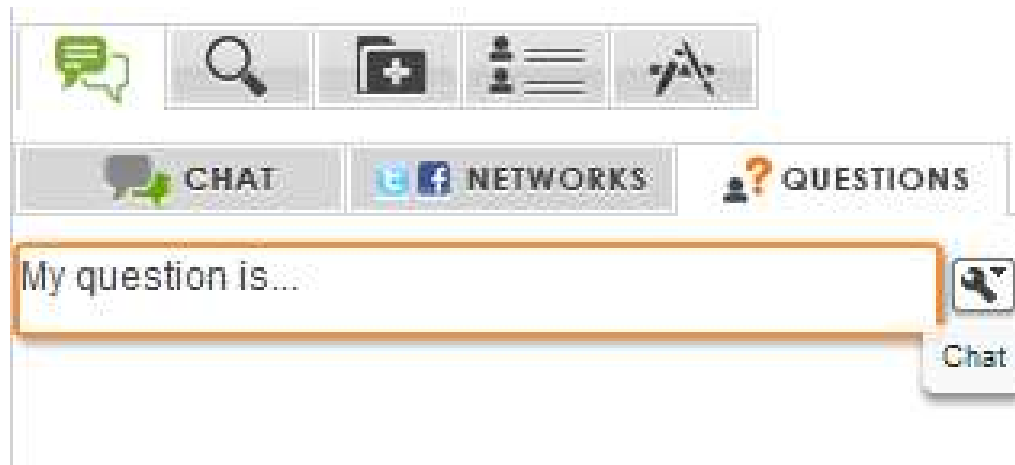 CHAT
NETWORKS
QUESTIONS
My question is...
Chat